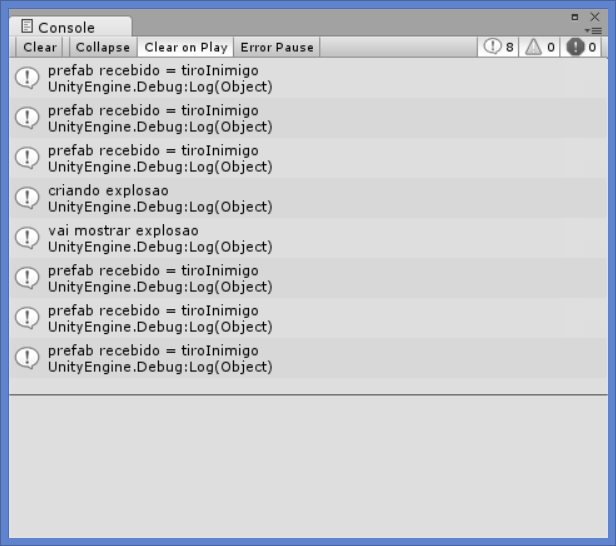 Console
Clear Collapse Clear on Play Error Pause 8 0 0
prefab recebido = tiroInimigo
UnityEngine.Debug:Log(Object)
prefab recebido = tiroInimigo
UnityEngine.Debug:Log(Object)
prefab recebido = tiroInimigo
UnityEngine.Debug:Log(Object)
criando explosao
UnityEngine.Debug:Log(Object)
vai mostrar explosao
UnityEngine.Debug:Log(Object)
prefab recebido = tiroInimigo
UnityEngine.Debug:Log(Object)
prefab recebido = tiroInimigo
UnityEngine.Debug:Log(Object)
prefab recebido = tiroInimigo
UnityEngine.Debug:Log(Object)